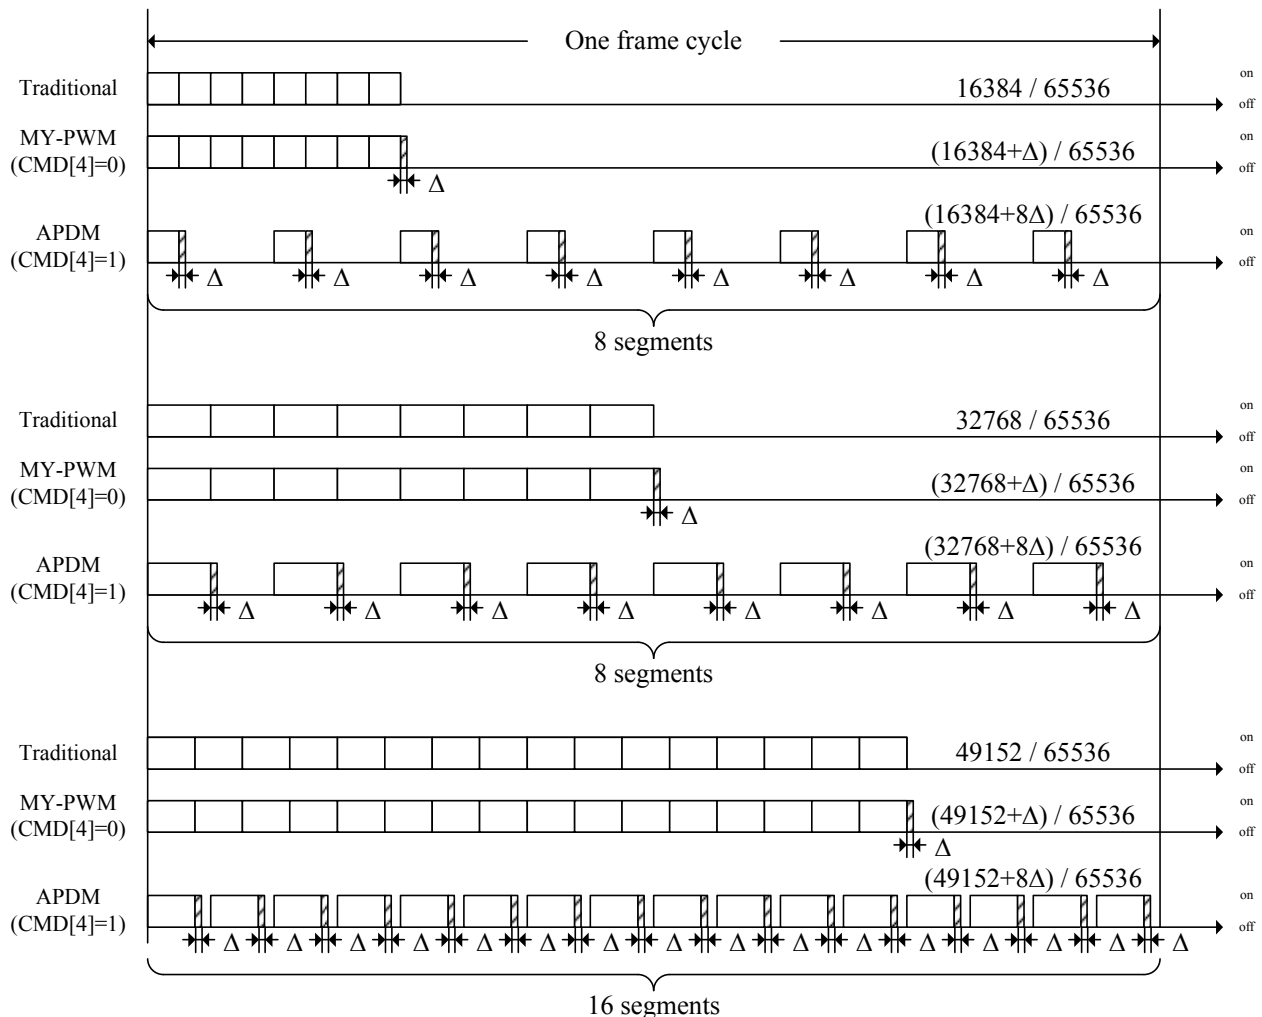 One frame cycle
Traditional
16384 / 65536
on
off
MY-PWM
(CMD[4]=0)
(16384+Δ) / 65536
on
off
Δ
APDM
(CMD[4]=1)
(16384+8Δ) / 65536
on
off
Δ Δ Δ Δ Δ Δ Δ Δ
8 segments
Traditional
32768 / 65536
on
off
MY-PWM
(CMD[4]=0)
(32768+Δ) / 65536
on
off
Δ
APDM
(CMD[4]=1)
(32768+8Δ) / 65536
on
off
Δ Δ Δ Δ Δ Δ Δ Δ
8 segments
Traditional
49152 / 65536
on
off
MY-PWM
(CMD[4]=0)
(49152+Δ) / 65536
on
off
Δ
APDM
(CMD[4]=1)
(49152+8Δ) / 65536
on
off
Δ Δ Δ Δ Δ Δ Δ Δ Δ Δ Δ Δ Δ Δ Δ Δ
16 segments